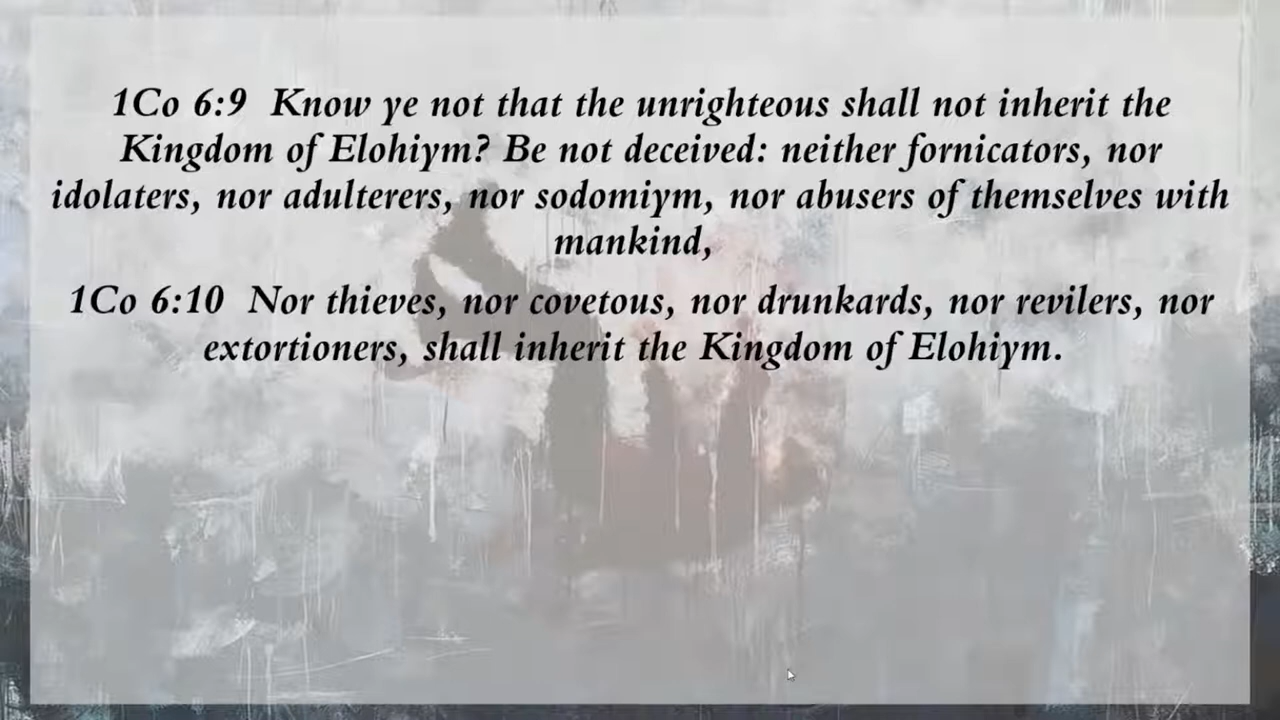 1Co 6:9 Know ye not that the unrighteous shall not inherit the
Kingdom of Elohiym? Be not deceived: neither fornicators, nor
idolaters, nor adulterers, nor sodomiym, nor abusers of themselves with
mankind,
1Co 6:10 Nor thieves, nor covetous, nor drunkards, nor revilers, nor
extortioners, shall inherit the Kingdom of Elohiym.